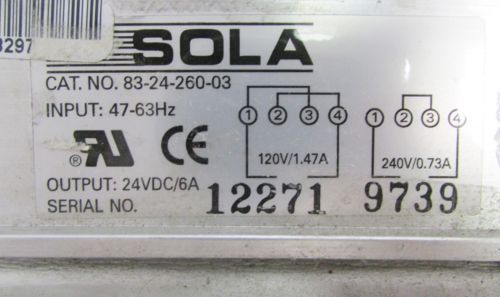 3297
SOLA
CAT. NO. 83-24-260-03
INPUT: 47-63Hz
1 2 3 4
1 2 3 4
120V/1.47A
240V/0.73A
OUTPUT: 24VDC/6A
SERIAL NO. 12271 9739